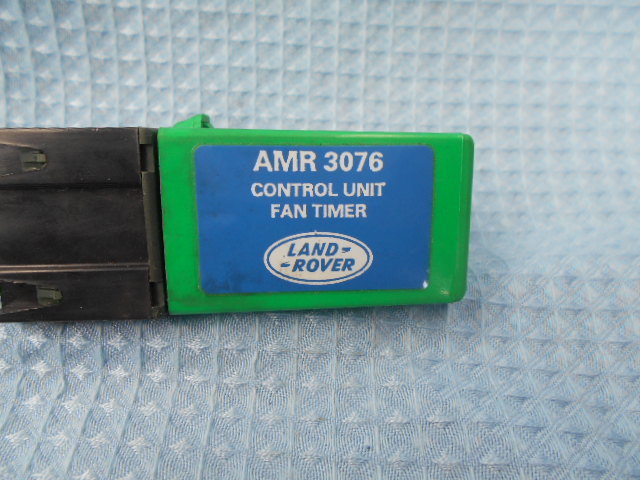 AMR 3076
CONTROL UNIT
FAN TIMER
LAND-
-ROVER